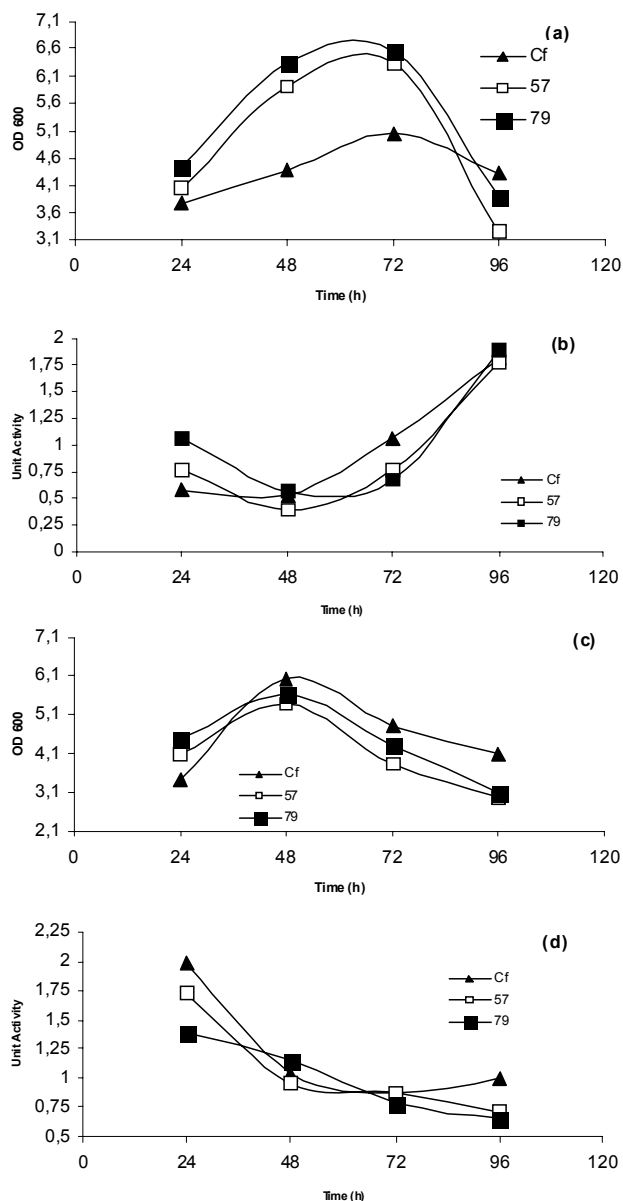 7,1
6,6
6,1
5,6
5,1
4,6
4,1
3,6
3,1
OD 600
(a)
Cf
57
79
0 24 48 72 96 120
Time (h)
2
1,75
1,5
1,25
1
0,75
0,5
0,25
0
Unit Activity
(b)
Cf
57
79
0 24 48 72 96 120
Time (h)
7,1
6,1
5,1
4,1
3,1
2,1
OD 600
(c)
Cf
57
79
0 24 48 72 96 120
Time (h)
2,25
2
1,75
1,5
1,25
1
0,75
0,5
Unit Activity
(d)
Cf
57
79
0 24 48 72 96 120
Time (h)